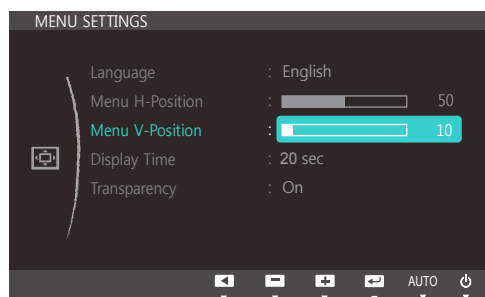 MENU SETTINGS
Language : English
Menu H-Position : 50
Menu V-Position : 10
Display Time : 20 sec
Transparency : On
AUTO